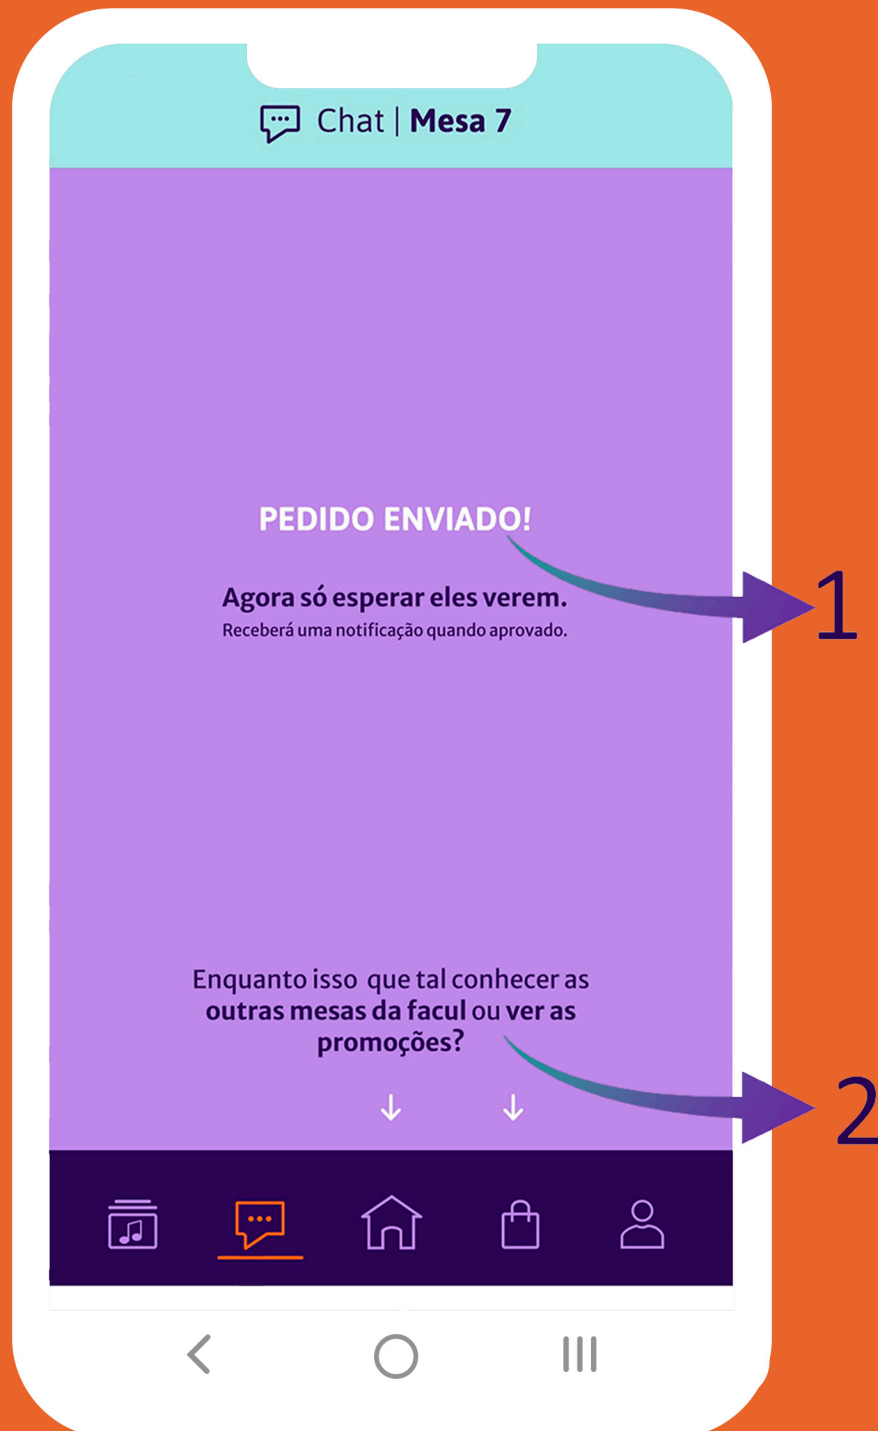 Chat | Mesa 7
PEDIDO ENVIADO!
1
Agora só esperar eles verem.
Receberá uma notificação quando aprovado.
Enquanto isso que tal conhecer as
outras mesas da facul ou ver as
promoções?
2